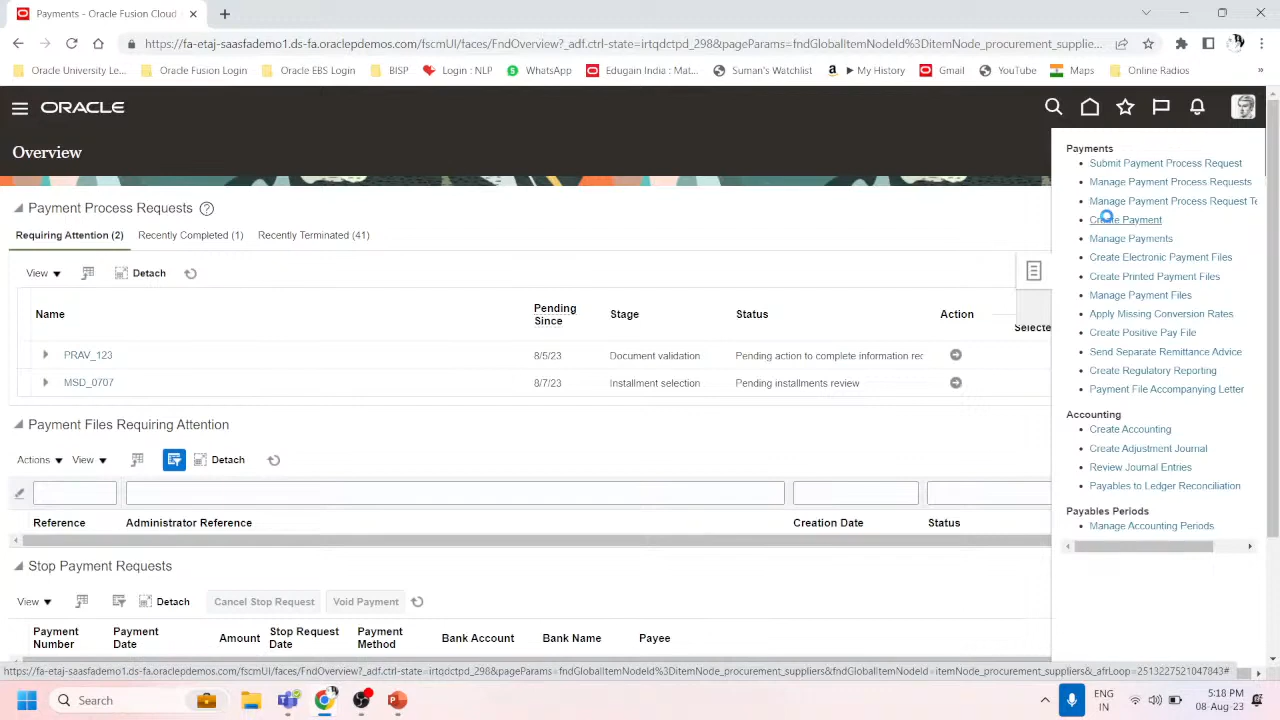 Payments - Oracle Fusion Cloud
https://fa-etaj-saasfademo1.ds-fa.oraclepdemos.com/fscmUI/faces/FndOverview?_adf.ctrl-state=irtqdctpd_298&pageParams=fndGlobalItemNodeId%3DitemNode_procurement_supplie...
Oracle University Le... Oracle Fusion Login Oracle EBS Login BISP Login : NLP WhatsApp Edugain India : Mat... Suman's Watchlist ► My History Gmail YouTube Maps Online Radios »
ORACLE
Overview
Payment Process Requests
Requiring Attention (2) Recently Completed (1) Recently Terminated (41)
View Detach
Name Pending Since Stage Status Action
PRAV_123 8/5/23 Document validation Pending action to complete information rec
MSD_0707 8/7/23 Installment selection Pending installments review
Selecte
Payment Files Requiring Attention
Actions View Detach
Reference Administrator Reference Creation Date Status
Stop Payment Requests
View Detach Cancel Stop Request Void Payment
Payment Number Payment Date Amount Stop Request Date Payment Method Bank Account Bank Name Payee
Payments
Submit Payment Process Request
Manage Payment Process Requests
Manage Payment Process Request Te
Create Payment
Manage Payments
Create Electronic Payment Files
Create Printed Payment Files
Manage Payment Files
Apply Missing Conversion Rates
Create Positive Pay File
Send Separate Remittance Advice
Create Regulatory Reporting
Payment File Accompanying Letter
Accounting
Create Accounting
Create Adjustment Journal
Review Journal Entries
Payables to Ledger Reconciliation
Payables Periods
Manage Accounting Periods
https://fa-etaj-saasfademo1.ds-fa.oraclepdemos.com/fscmUI/faces/FndOverview?_adf.ctrl-state=irtqdctpd_298&pageParams=fndGlobalItemNodeId%3DitemNode_procurement_suppliers&fndGlobalItemNodeId=itemNode_procurement_suppliers&_afrLoop=2513227521047843#
Search
ENG
IN
5:18 PM
08-Aug-23